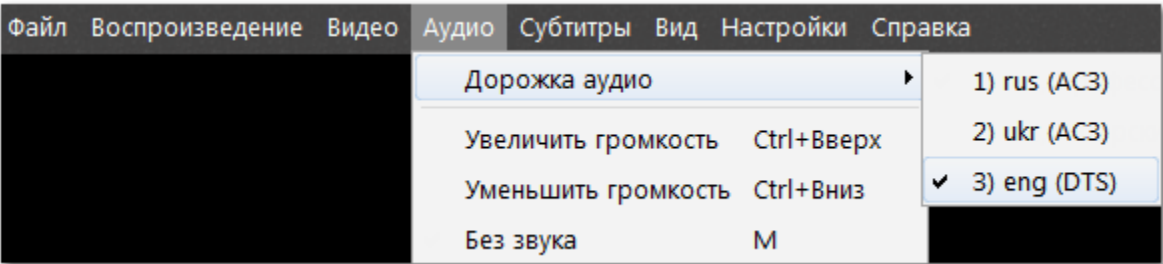 Файл Воспроизведение Видео Аудио Субтитры Вид Настройки Справка
Дорожка аудио
1) rus (AC3)
2) ukr (AC3)
3) eng (DTS)
Увеличить громкость Ctrl+Вверх
Уменьшить громкость Ctrl+Вниз
Без звука M